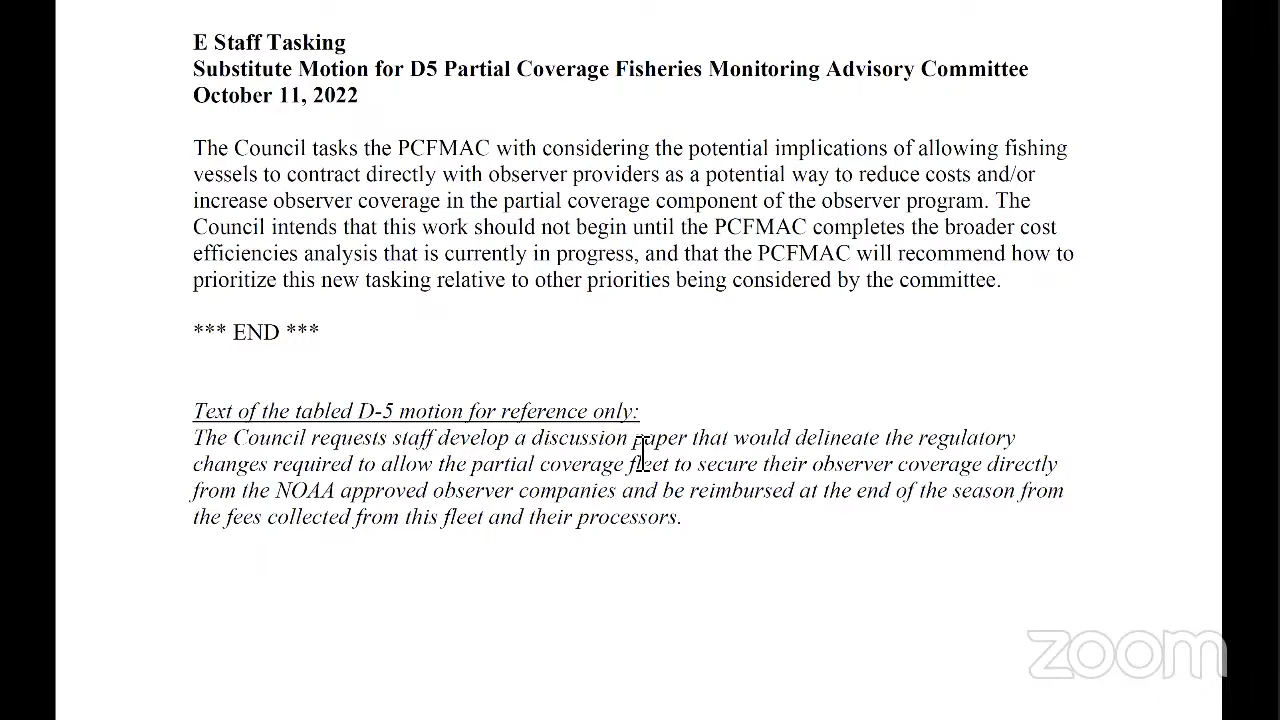 E Staff Tasking
Substitute Motion for D5 Partial Coverage Fisheries Monitoring Advisory Committee
October 11, 2022
The Council tasks the PCFMAC with considering the potential implications of allowing fishing
vessels to contract directly with observer providers as a potential way to reduce costs and/or
increase observer coverage in the partial coverage component of the observer program. The
Council intends that this work should not begin until the PCFMAC completes the broader cost
efficiencies analysis that is currently in progress, and that the PCFMAC will recommend how to
prioritize this new tasking relative to other priorities being considered by the committee.
*** END ***
Text of the tabled D-5 motion for reference only:
The Council requests staff develop a discussion paper that would delineate the regulatory
changes required to allow the partial coverage fleet to secure their observer coverage directly
from the NOAA approved observer companies and be reimbursed at the end of the season from
the fees collected from this fleet and their processors.
zoom